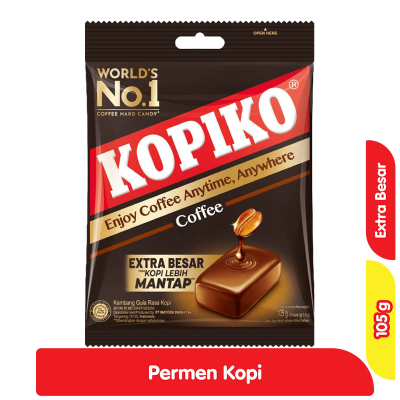 OPEN HERE
WORLD'S
No.1
COFFEE HARD CANDY*
KOPIKO®
Enjoy Coffee Anytime, Anywhere
Coffee
EXTRA BESAR
KOPI LEBIH
MANTAP
Kembang Gula Rasa Kopi
105 g
Extra Besar
105 g
Permen Kopi